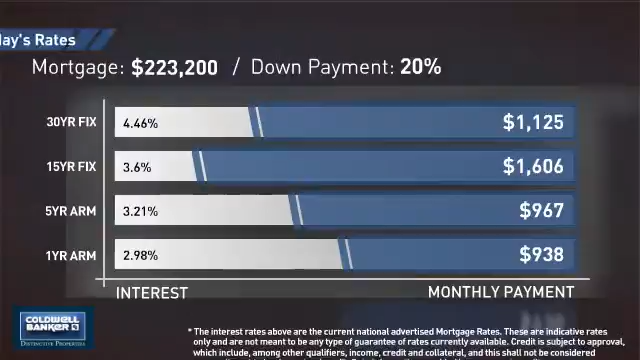 lay's Rates
Mortgage: $223,200 / Down Payment: 20%
30YR FIX 4.46% $1,125
15YR FIX 3.6% $1,606
5YR ARM 3.21% $967
1YR ARM 2.98% $938
INTEREST MONTHLY PAYMENT
COLDWELL
BANKER
DISTINCTIVE PROPERTIES
* The interest rates above are the current national advertised Mortgage Rates. These are indicative rates
only and are not meant to be any type of guarantee of rates currently available. Credit is subject to approval,
which include, among other qualifiers, income, credit and collateral, and this shall not be considered